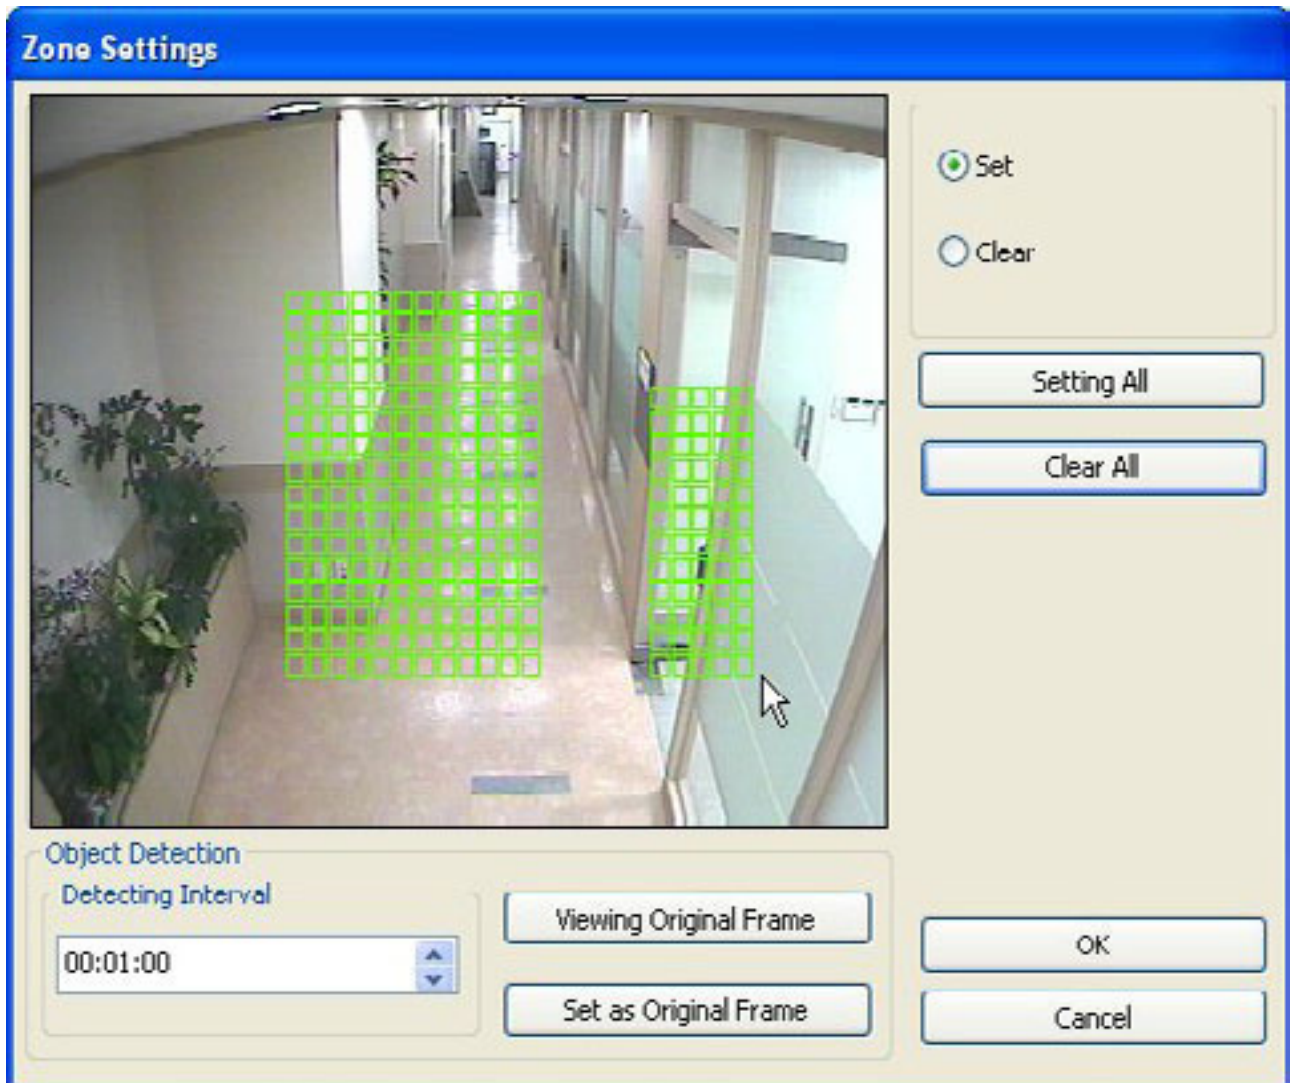 Zone Settings
Set
Clear
Setting All
Clear All
Object Detection
Detecting Interval
00:01:00
Viewing Original Frame
Set as Original Frame
OK
Cancel